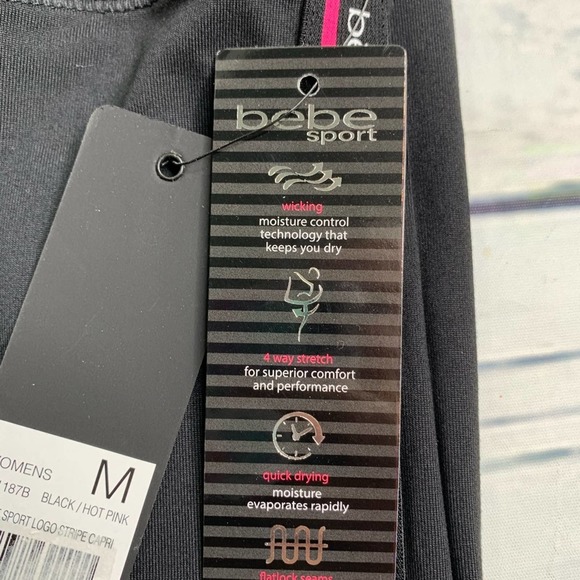 bebe
sport
wicking
moisture control
technology that
keeps you dry
4 way stretch
for superior comfort
and performance
quick drying
moisture
evaporates rapidly
flatlock seams
OMENS
1187B BLACK / HOT PINK
M
SPORT LOGO STRIPE CAPRI